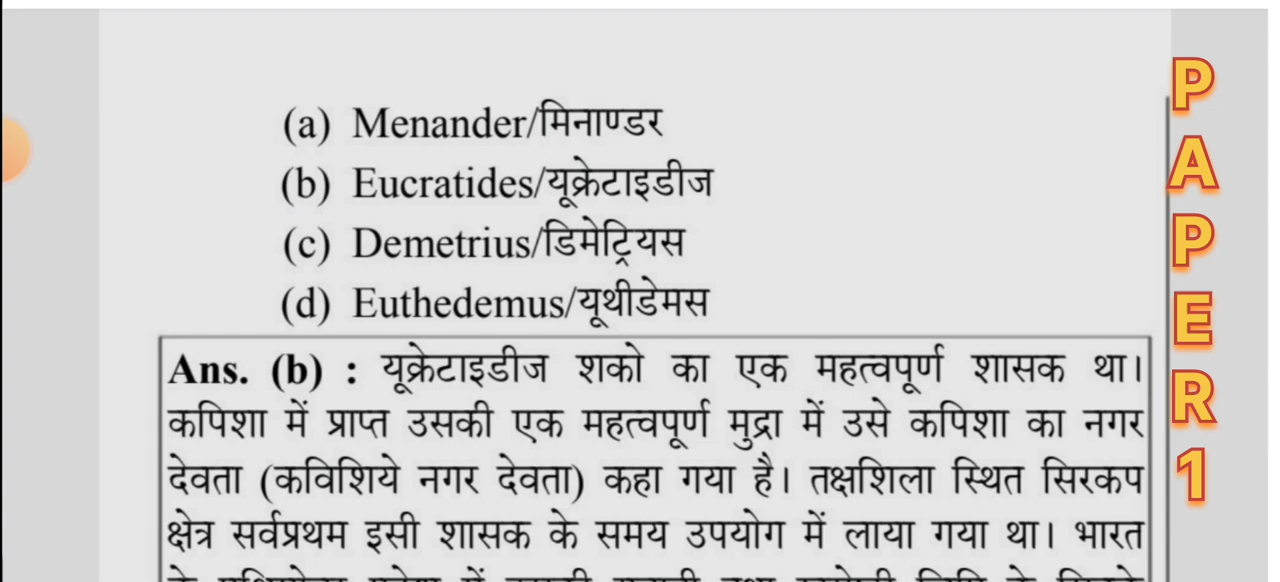 (a) Menander/मिनाण्डर
(b) Eucratides/यूक्रेटाइडीज
(c) Demetrius/डिमेट्रियस
(d) Euthedemus/यूथीडेमस
Ans. (b) : यूक्रेटाइडीज शको का एक महत्वपूर्ण शासक था।
कपिशा में प्राप्त उसकी एक महत्वपूर्ण मुद्रा में उसे कपिशा का नगर
देवता (कविशिये नगर देवता) कहा गया है। तक्षशिला स्थित सिरकप
क्षेत्र सर्वप्रथम इसी शासक के समय उपयोग में लाया गया था। भारत
PAPER 1